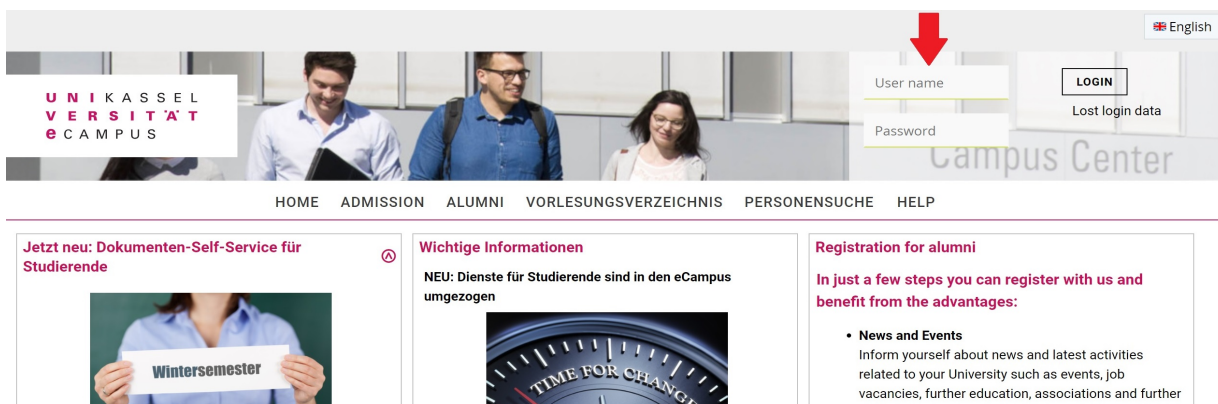 English
UNIKASSEL
VERSITÄT
eCAMPUS
User name
LOGIN
Lost login data
Password
Campus Center
HOME ADMISSION ALUMNI VORLESUNGSVERZEICHNIS PERSONENSUCHE HELP
Jetzt neu: Dokumenten-Self-Service für
Studierende
Wintersemester
Wichtige Informationen
NEU: Dienste für Studierende sind in den eCampus
umgezogen
TIME FOR CHANGE
Registration for alumni
In just a few steps you can register with us and
benefit from the advantages:
• News and Events
Inform yourself about news and latest activities
related to your University such as events, job
vacancies, further education, associations and further